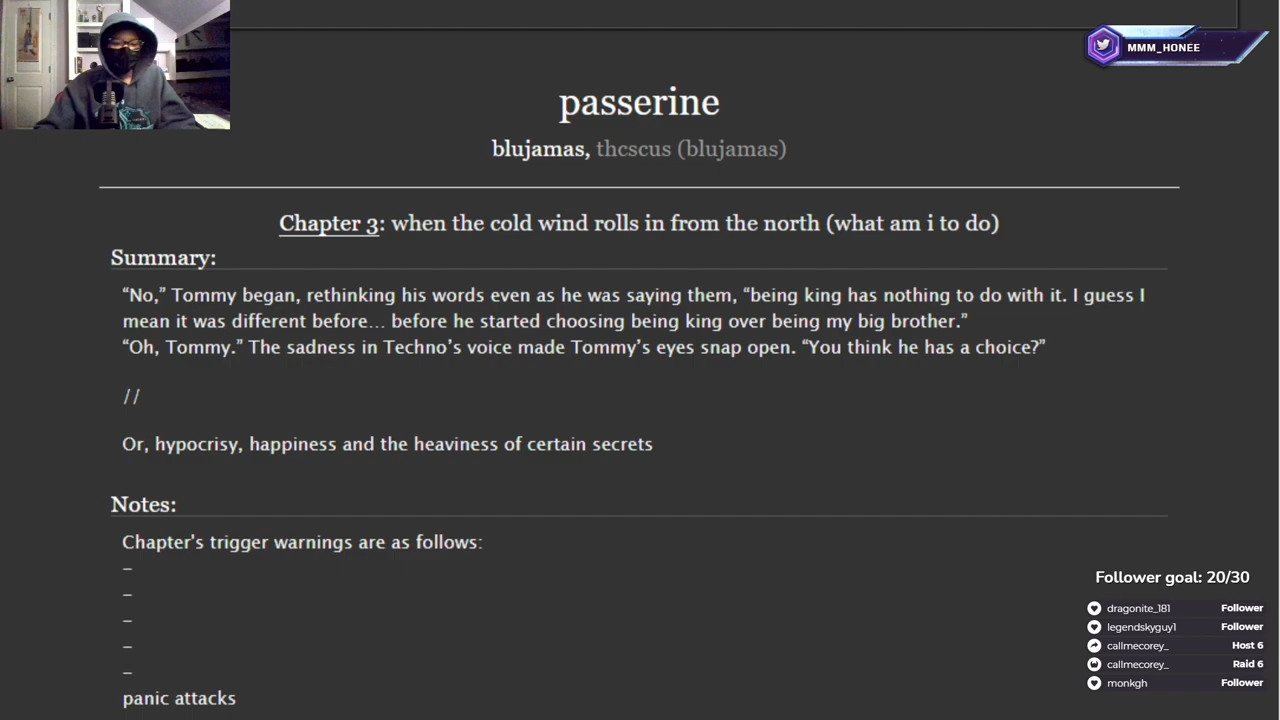 MMM_HONEE
passerine
blujamas, thcscus (blujamas)
Chapter 3: when the cold wind rolls in from the north (what am i to do)
Summary:
“No,” Tommy began, rethinking his words even as he was saying them, “being king has nothing to do with it. I guess I
mean it was different before… before he started choosing being king over being my big brother.”
“Oh, Tommy.” The sadness in Techno’s voice made Tommy’s eyes snap open. “You think he has a choice?”
//
Or, hypocrisy, happiness and the heaviness of certain secrets
Notes:
Chapter's trigger warnings are as follows:
–
–
–
–
–
panic attacks
Follower goal: 20/30
dragonite_181 Follower
legendskyguy1 Follower
callmecorey_ Host 6
callmecorey_ Raid 6
monkgh Follower